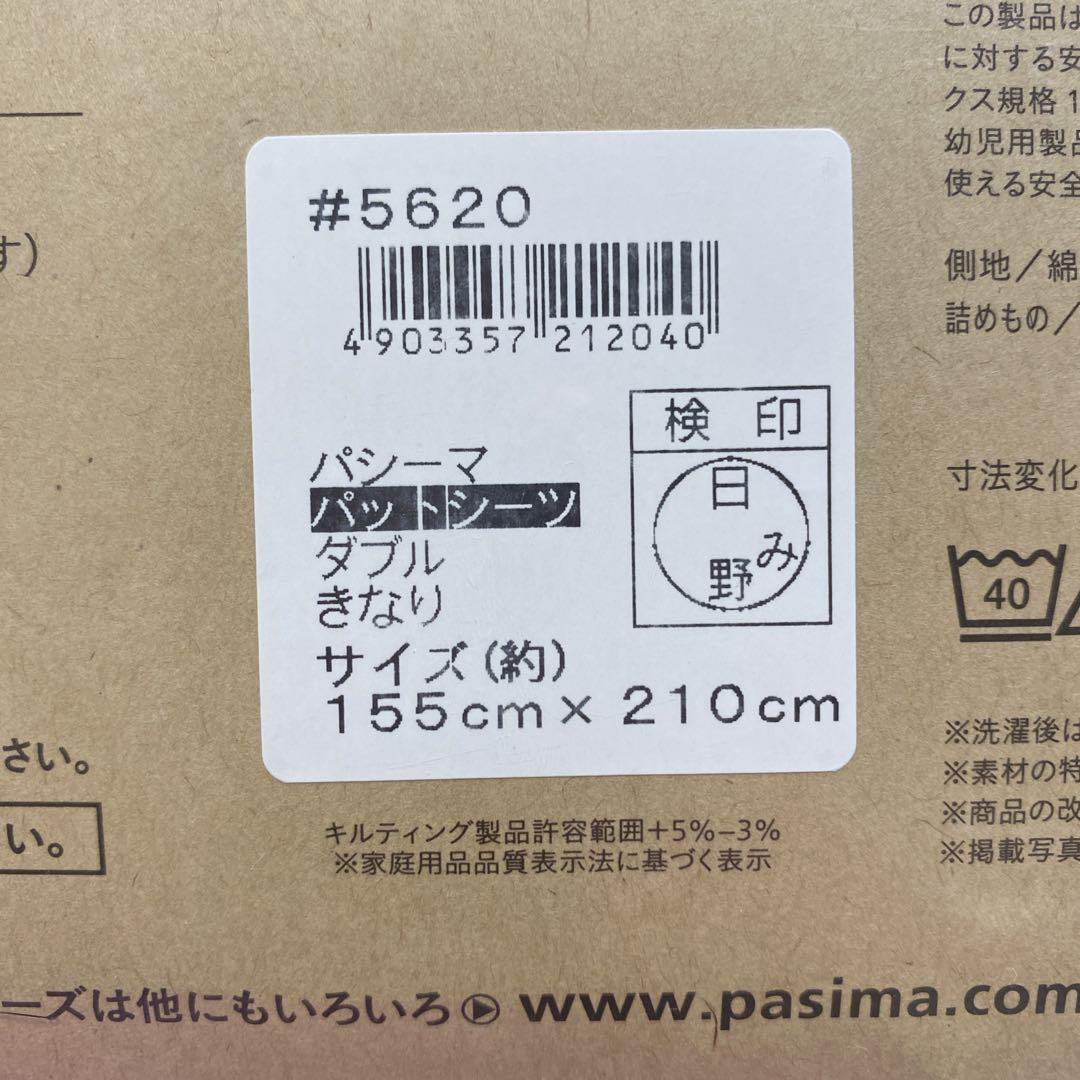 #5620
4903357212040
検印
日
野み
パシーマ
パットシーツ
ダブル
きなり
サイズ(約)
155cm×210cm
す)
さい。
い。
キルティング製品許容範囲+5%−3%
※家庭用品品質表示法に基づく表示
この製品は
に対する安
クス規格1
幼児用製品
使える安全
側地/綿
詰めもの/
寸法変化
40
※洗濯後は
※素材の特
※商品の改
※掲載写真
ーズは他にもいろいろ▶www.pasima.com